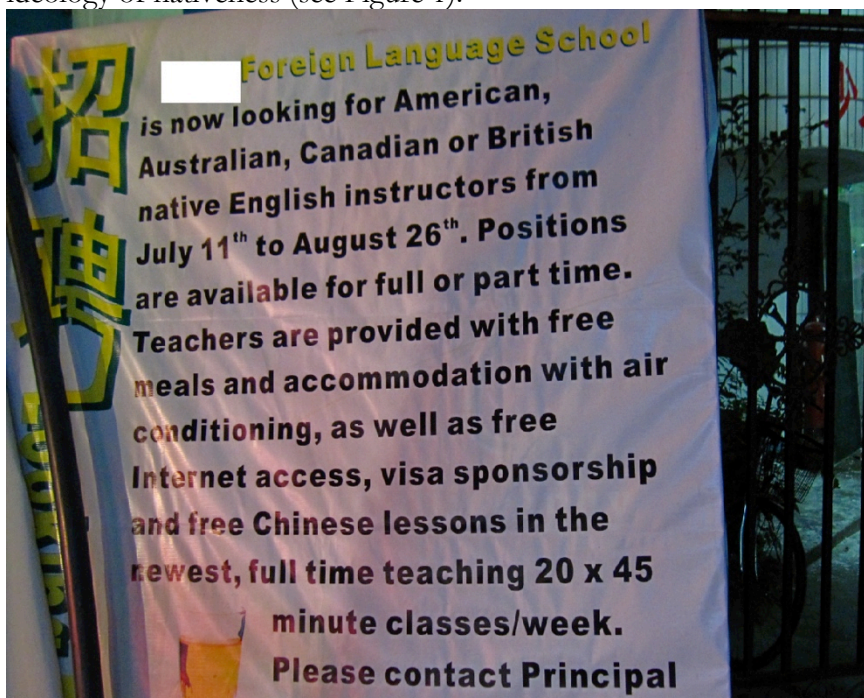 ideology of nativeness (see Figure 1).
招聘
Foreign Language School
is now looking for American,
Australian, Canadian or British
native English instructors from
July 11th to August 26th. Positions
are available for full or part time.
Teachers are provided with free
meals and accommodation with air
conditioning, as well as free
Internet access, visa sponsorship
and free Chinese lessons in the
newest, full time teaching 20 x 45
minute classes/week.
Please contact Principal